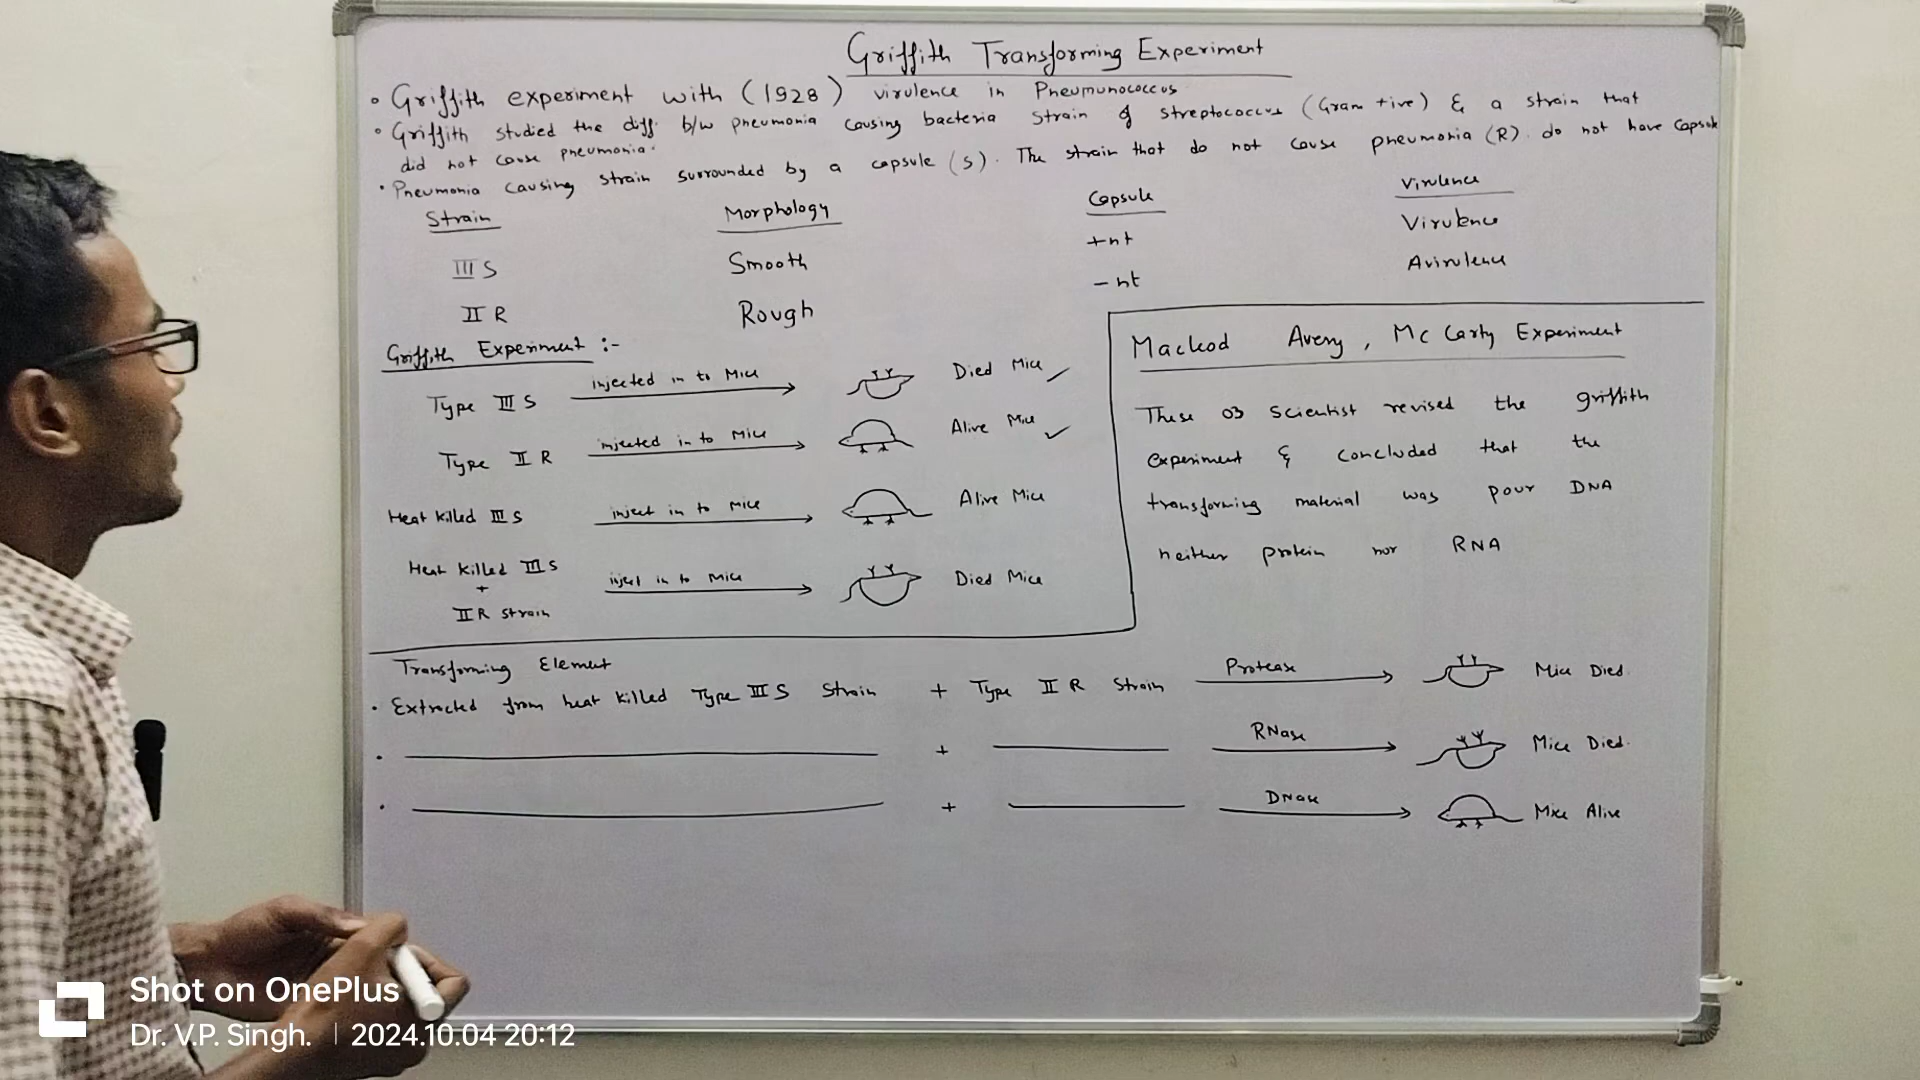 Griffith Transforming Experiment
• Griffith experiment with (1928) virulence in Pneumunococcus
• Griffith studied the diff. b/w pneumonia causing bacteria strain of streptococcus (Gram +ive) & a strain that
did not cause pneumonia.
• Pneumonia causing strain surrounded by a capsule (S). The strain that do not cause pneumonia (R). do not have capsule
Strain Morphology Capsule Virulence
III S Smooth +nt Virulence
II R Rough -nt Avirulence
Griffith Experiment :-
Type III S injected in to Mice Died Mice ✓
Type II R injected in to Mice Alive Mice ✓
Heat killed III S inject in to Mice Alive Mice
Heat killed III S
+
II R strain
inject in to Mice Died Mice
Macleod Avery, Mc Carty Experiment
These 03 scientist revised the griffith
experiment & concluded that the
transforming material was pour DNA
neither protein nor RNA
Transforming Element
• Extracted from heat killed Type III S Strain + Type II R Strain Protease Mice Died.
• + RNase Mice Died.
• + DNase Mice Alive
Shot on OnePlus
Dr. V.P. Singh. | 2024.10.04 20:12